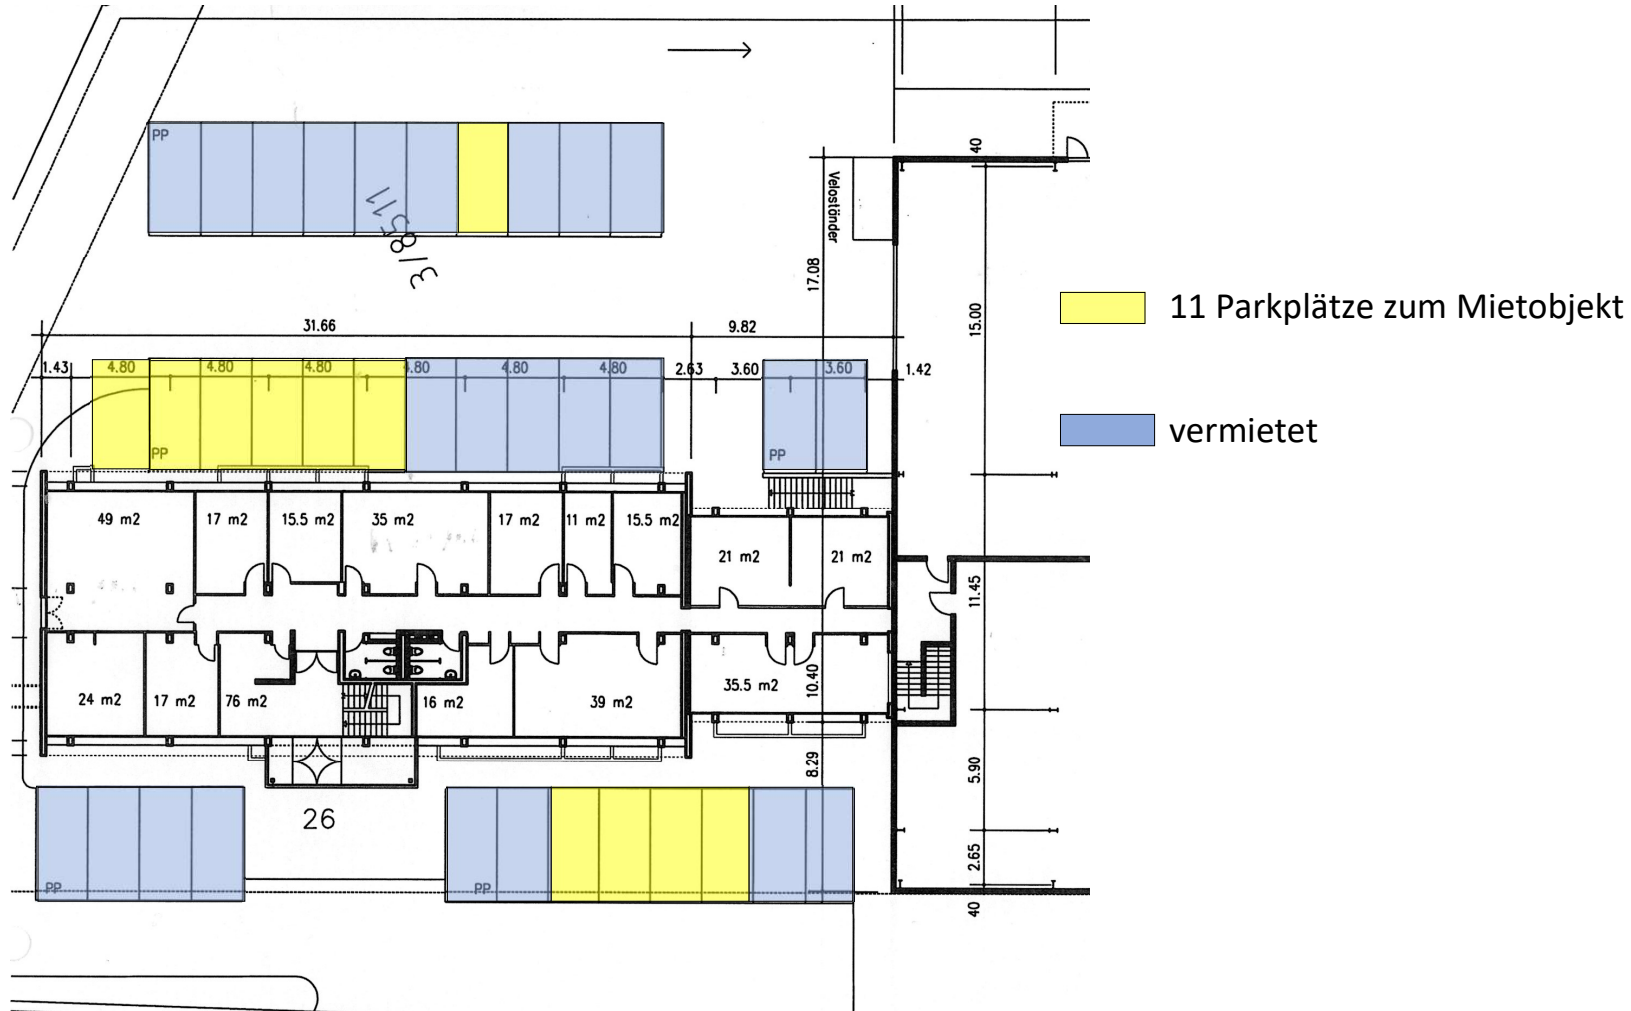 PP
40
3/8511
Veloständer
17.08
15.00
11 Parkplätze zum Mietobjekt
31.66
9.82
1.43
4.80
4.80
4.80
4.80
4.80
4.80
2.63
3.60
3.60
1.42
vermietet
PP
PP
49 m2
17 m2
15.5 m2
35 m2
17 m2
11 m2
15.5 m2
21 m2
21 m2
11.45
24 m2
17 m2
76 m2
16 m2
39 m2
35.5 m2
10.40
8.29
5.90
26
2.65
PP
PP
40